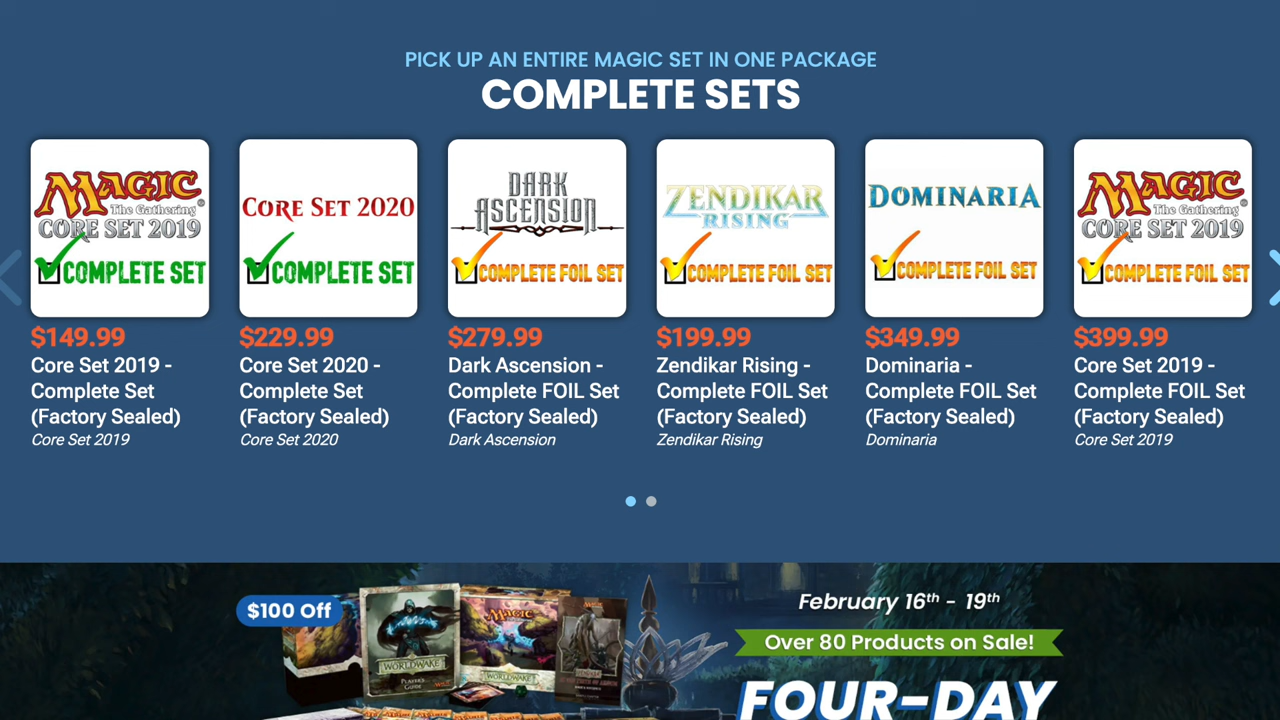 PICK UP AN ENTIRE MAGIC SET IN ONE PACKAGE
COMPLETE SETS
MAGIC
The Gathering®
CORE SET 2019
COMPLETE SET
$149.99
Core Set 2019 -
Complete Set
(Factory Sealed)
Core Set 2019
CORE SET 2020
COMPLETE SET
$229.99
Core Set 2020 -
Complete Set
(Factory Sealed)
Core Set 2020
DARK
ASCENSION
COMPLETE FOIL SET
$279.99
Dark Ascension -
Complete FOIL Set
(Factory Sealed)
Dark Ascension
ZENDIKAR
RISING
COMPLETE FOIL SET
$199.99
Zendikar Rising -
Complete FOIL Set
(Factory Sealed)
Zendikar Rising
DOMINARIA
COMPLETE FOIL SET
$349.99
Dominaria -
Complete FOIL Set
(Factory Sealed)
Dominaria
MAGIC
The Gathering®
CORE SET 2019
COMPLETE FOIL SET
$399.99
Core Set 2019 -
Complete FOIL Set
(Factory Sealed)
Core Set 2019
$100 Off
WORLDWAKE
PLAYER'S
GUIDE
MAGIC
WORLDWAKE
February 16th - 19th
Over 80 Products on Sale!
FOUR-DAY